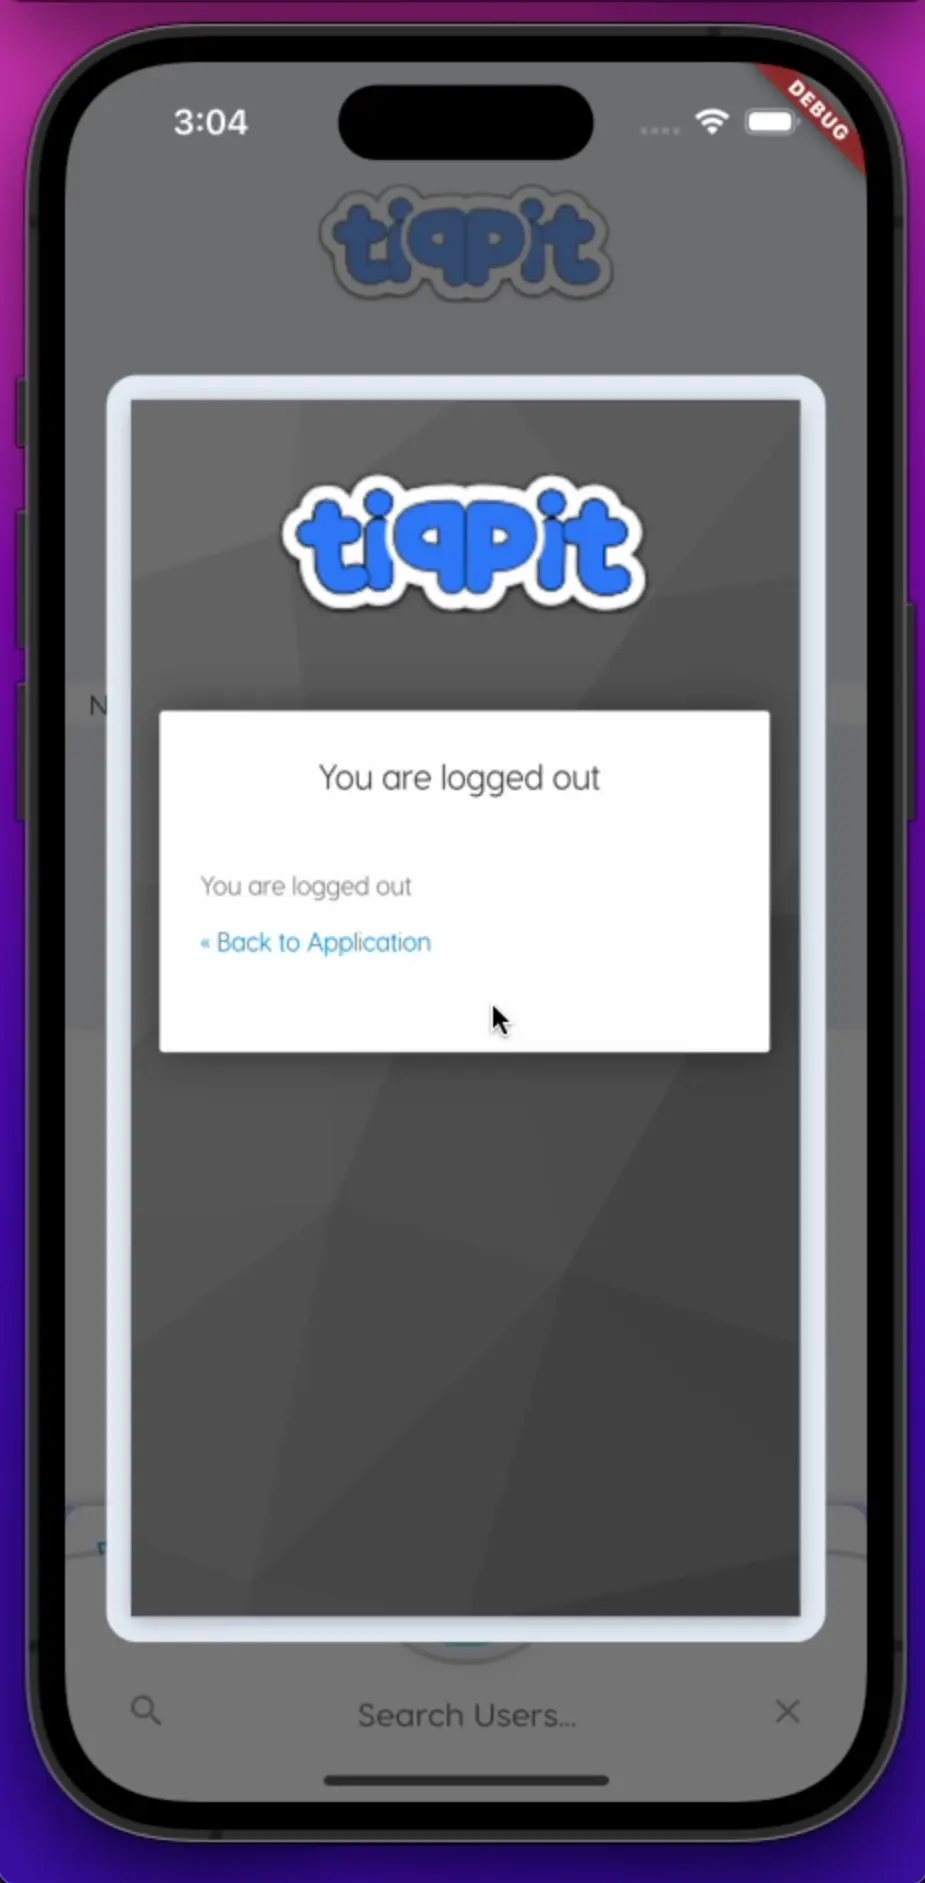 3:04
DEBUG
tiqpit
tiqpit
N
You are logged out
You are logged out
« Back to Application
Search Users...